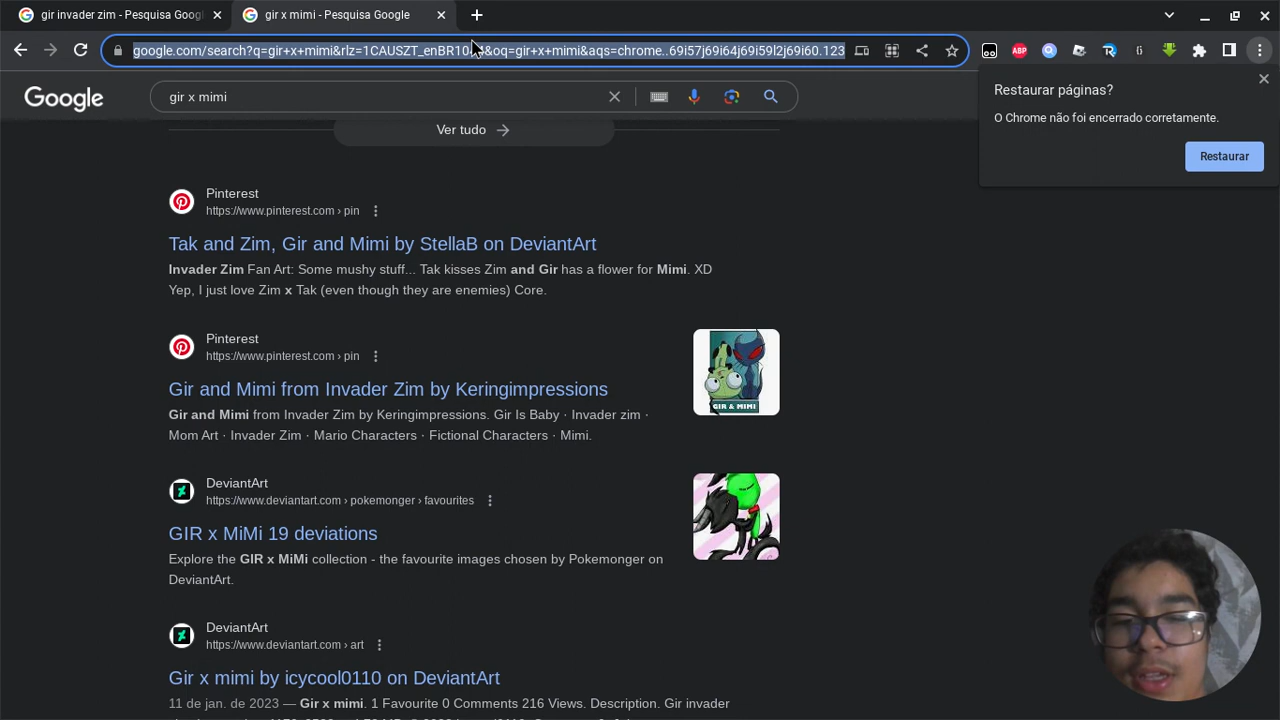 gir invader zim - Pesquisa Googl
gir x mimi - Pesquisa Google
google.com/search?q=gir+x+mimi&rlz=1CAUSZT_enBR10 &oq=gir+x+mimi&aqs=chrome..69i57j69i64j69i59l2j69i60.123
ABP
Google
gir x mimi
Restaurar páginas?
O Chrome não foi encerrado corretamente.
Restaurar
Ver tudo
Pinterest
https://www.pinterest.com › pin
Tak and Zim, Gir and Mimi by StellaB on DeviantArt
Invader Zim Fan Art: Some mushy stuff... Tak kisses Zim and Gir has a flower for Mimi. XD
Yep, I just love Zim x Tak (even though they are enemies) Core.
Pinterest
https://www.pinterest.com › pin
Gir and Mimi from Invader Zim by Keringimpressions
Gir and Mimi from Invader Zim by Keringimpressions. Gir Is Baby · Invader zim ·
Mom Art · Invader Zim · Mario Characters · Fictional Characters · Mimi.
GIR & MIMI
DeviantArt
https://www.deviantart.com › pokemonger › favourites
GIR x MiMi 19 deviations
Explore the GIR x MiMi collection - the favourite images chosen by Pokemonger on
DeviantArt.
DeviantArt
https://www.deviantart.com › art
Gir x mimi by icycool0110 on DeviantArt
11 de jan. de 2023 — Gir x mimi. 1 Favourite 0 Comments 216 Views. Description. Gir invader